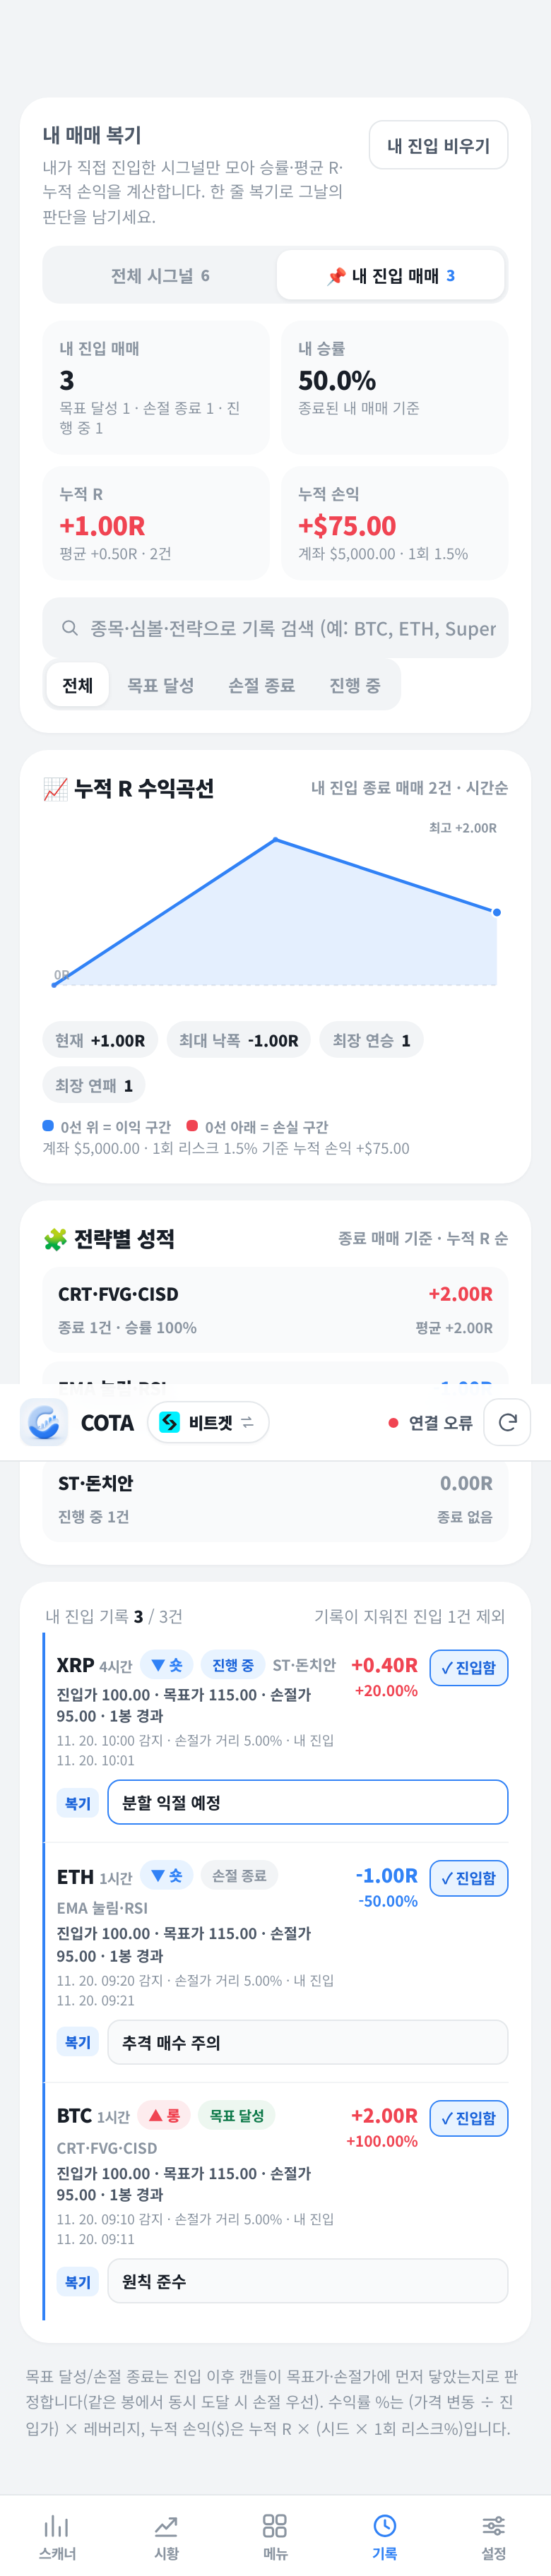 내 매매 복기
내 진입 비우기
내가 직접 진입한 시그널만 모아 승률·평균 R·
누적 손익을 계산합니다. 한 줄 복기로 그날의
판단을 남기세요.
전체 시그널 6
📌 내 진입 매매 3
내 진입 매매
3
목표 달성 1 · 손절 종료 1 · 진
행 중 1
내 승률
50.0%
종료된 내 매매 기준
누적 R
+1.00R
평균 +0.50R · 2건
누적 손익
+$75.00
계좌 $5,000.00 · 1회 1.5%
종목·심볼·전략으로 기록 검색 (예: BTC, ETH, Super
전체
목표 달성
손절 종료
진행 중
📈 누적 R 수익곡선
내 진입 종료 매매 2건 · 시간순
최고 +2.00R
0R
현재 +1.00R
최대 낙폭 -1.00R
최장 연승 1
최장 연패 1
0선 위 = 이익 구간
0선 아래 = 손실 구간
계좌 $5,000.00 · 1회 리스크 1.5% 기준 누적 손익 +$75.00
🧩 전략별 성적
종료 매매 기준 · 누적 R 순
CRT·FVG·CISD
+2.00R
종료 1건 · 승률 100%
평균 +2.00R
EMA 눌림·RSI
COTA
비트겟
연결 오류
ST·돈치안
0.00R
진행 중 1건
종료 없음
내 진입 기록 3 / 3건
기록이 지워진 진입 1건 제외
XRP 4시간 ▼ 숏 진행 중 ST·돈치안
+0.40R
+20.00%
✓ 진입함
진입가 100.00 · 목표가 115.00 · 손절가
95.00 · 1봉 경과
11. 20. 10:00 감지 · 손절가 거리 5.00% · 내 진입
11. 20. 10:01
복기
분할 익절 예정
ETH 1시간 ▼ 숏 손절 종료
-1.00R
-50.00%
✓ 진입함
EMA 눌림·RSI
진입가 100.00 · 목표가 115.00 · 손절가
95.00 · 1봉 경과
11. 20. 09:20 감지 · 손절가 거리 5.00% · 내 진입
11. 20. 09:21
복기
추격 매수 주의
BTC 1시간 ▲ 롱 목표 달성
+2.00R
+100.00%
✓ 진입함
CRT·FVG·CISD
진입가 100.00 · 목표가 115.00 · 손절가
95.00 · 1봉 경과
11. 20. 09:10 감지 · 손절가 거리 5.00% · 내 진입
11. 20. 09:11
복기
원칙 준수
목표 달성/손절 종료는 진입 이후 캔들이 목표가·손절가에 먼저 닿았는지로 판
정합니다(같은 봉에서 동시 도달 시 손절 우선). 수익률 %는 (가격 변동 ÷ 진
입가) × 레버리지, 누적 손익($)은 누적 R × (시드 × 1회 리스크%)입니다.
스캐너
시황
메뉴
기록
설정